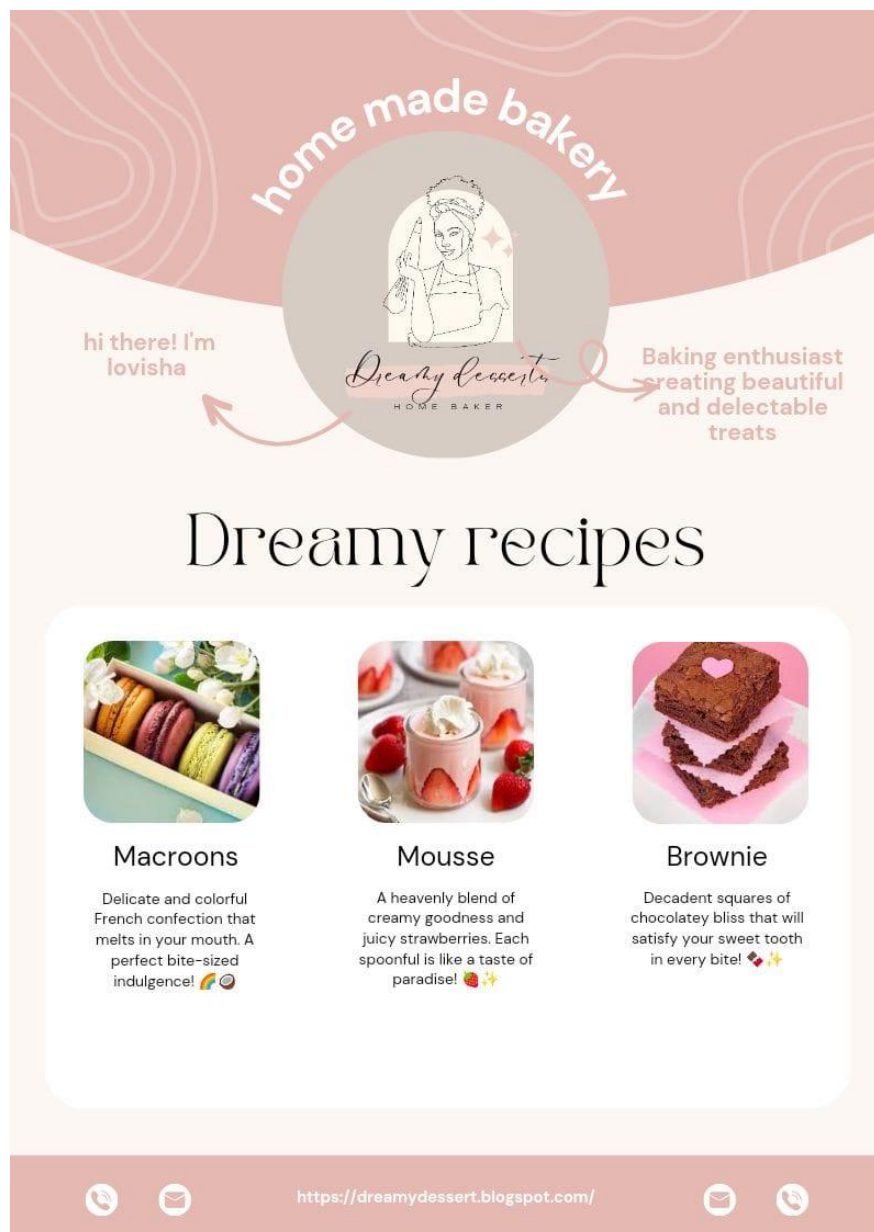 home made bakery
Dreamy desserts
HOME BAKER
hi there! I'm
lovisha
Baking enthusiast
creating beautiful
and delectable
treats
Dreamy recipes
Macroons
Delicate and colorful
French confection that
melts in your mouth. A
perfect bite-sized
indulgence! 🌈🥥
Mousse
A heavenly blend of
creamy goodness and
juicy strawberries. Each
spoonful is like a taste of
paradise! 🍓✨
Brownie
Decadent squares of
chocolatey bliss that will
satisfy your sweet tooth
in every bite! 🍫✨
https://dreamydessert.blogspot.com/